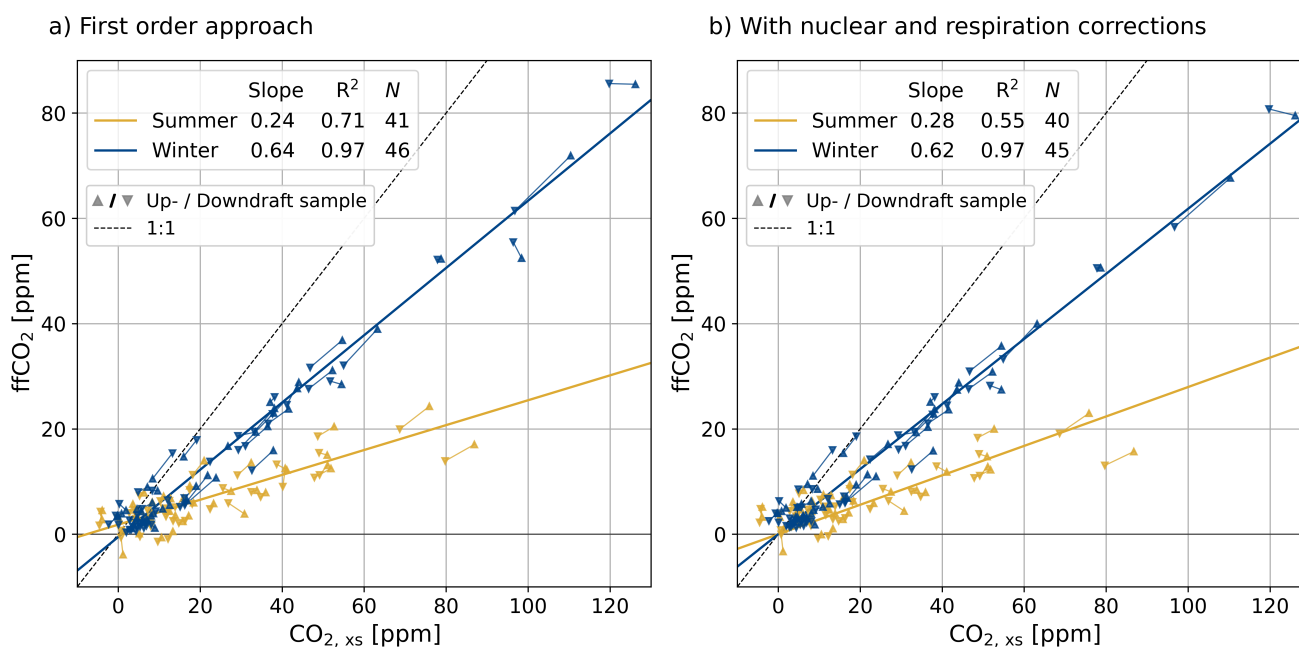 a) First order approach
Slope R2 N
Summer 0.24 0.71 41
Winter 0.64 0.97 46
Up- / Downdraft sample
1:1
80
60
40
20
0
0 20 40 60 80 100 120
ffCO2 [ppm]
CO2, xs [ppm]
b) With nuclear and respiration corrections
Slope R2 N
Summer 0.28 0.55 40
Winter 0.62 0.97 45
Up- / Downdraft sample
1:1
80
60
40
20
0
0 20 40 60 80 100 120
ffCO2 [ppm]
CO2, xs [ppm]